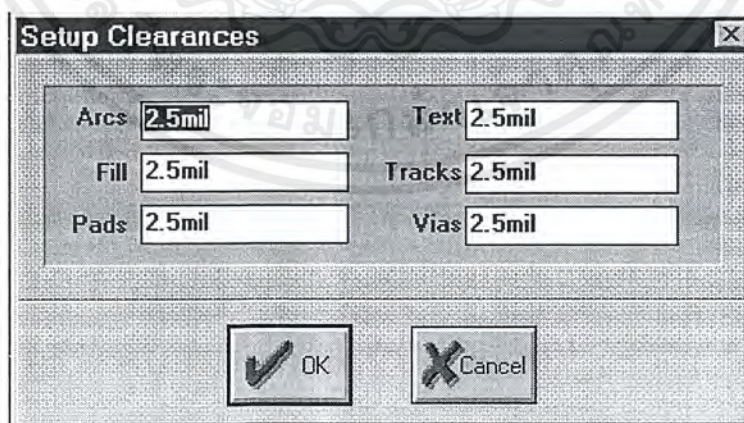 Setup Clearances
Arcs 2.5mil Text 2.5mil
Fill 2.5mil Tracks 2.5mil
Pads 2.5mil Vias 2.5mil
OK Cancel